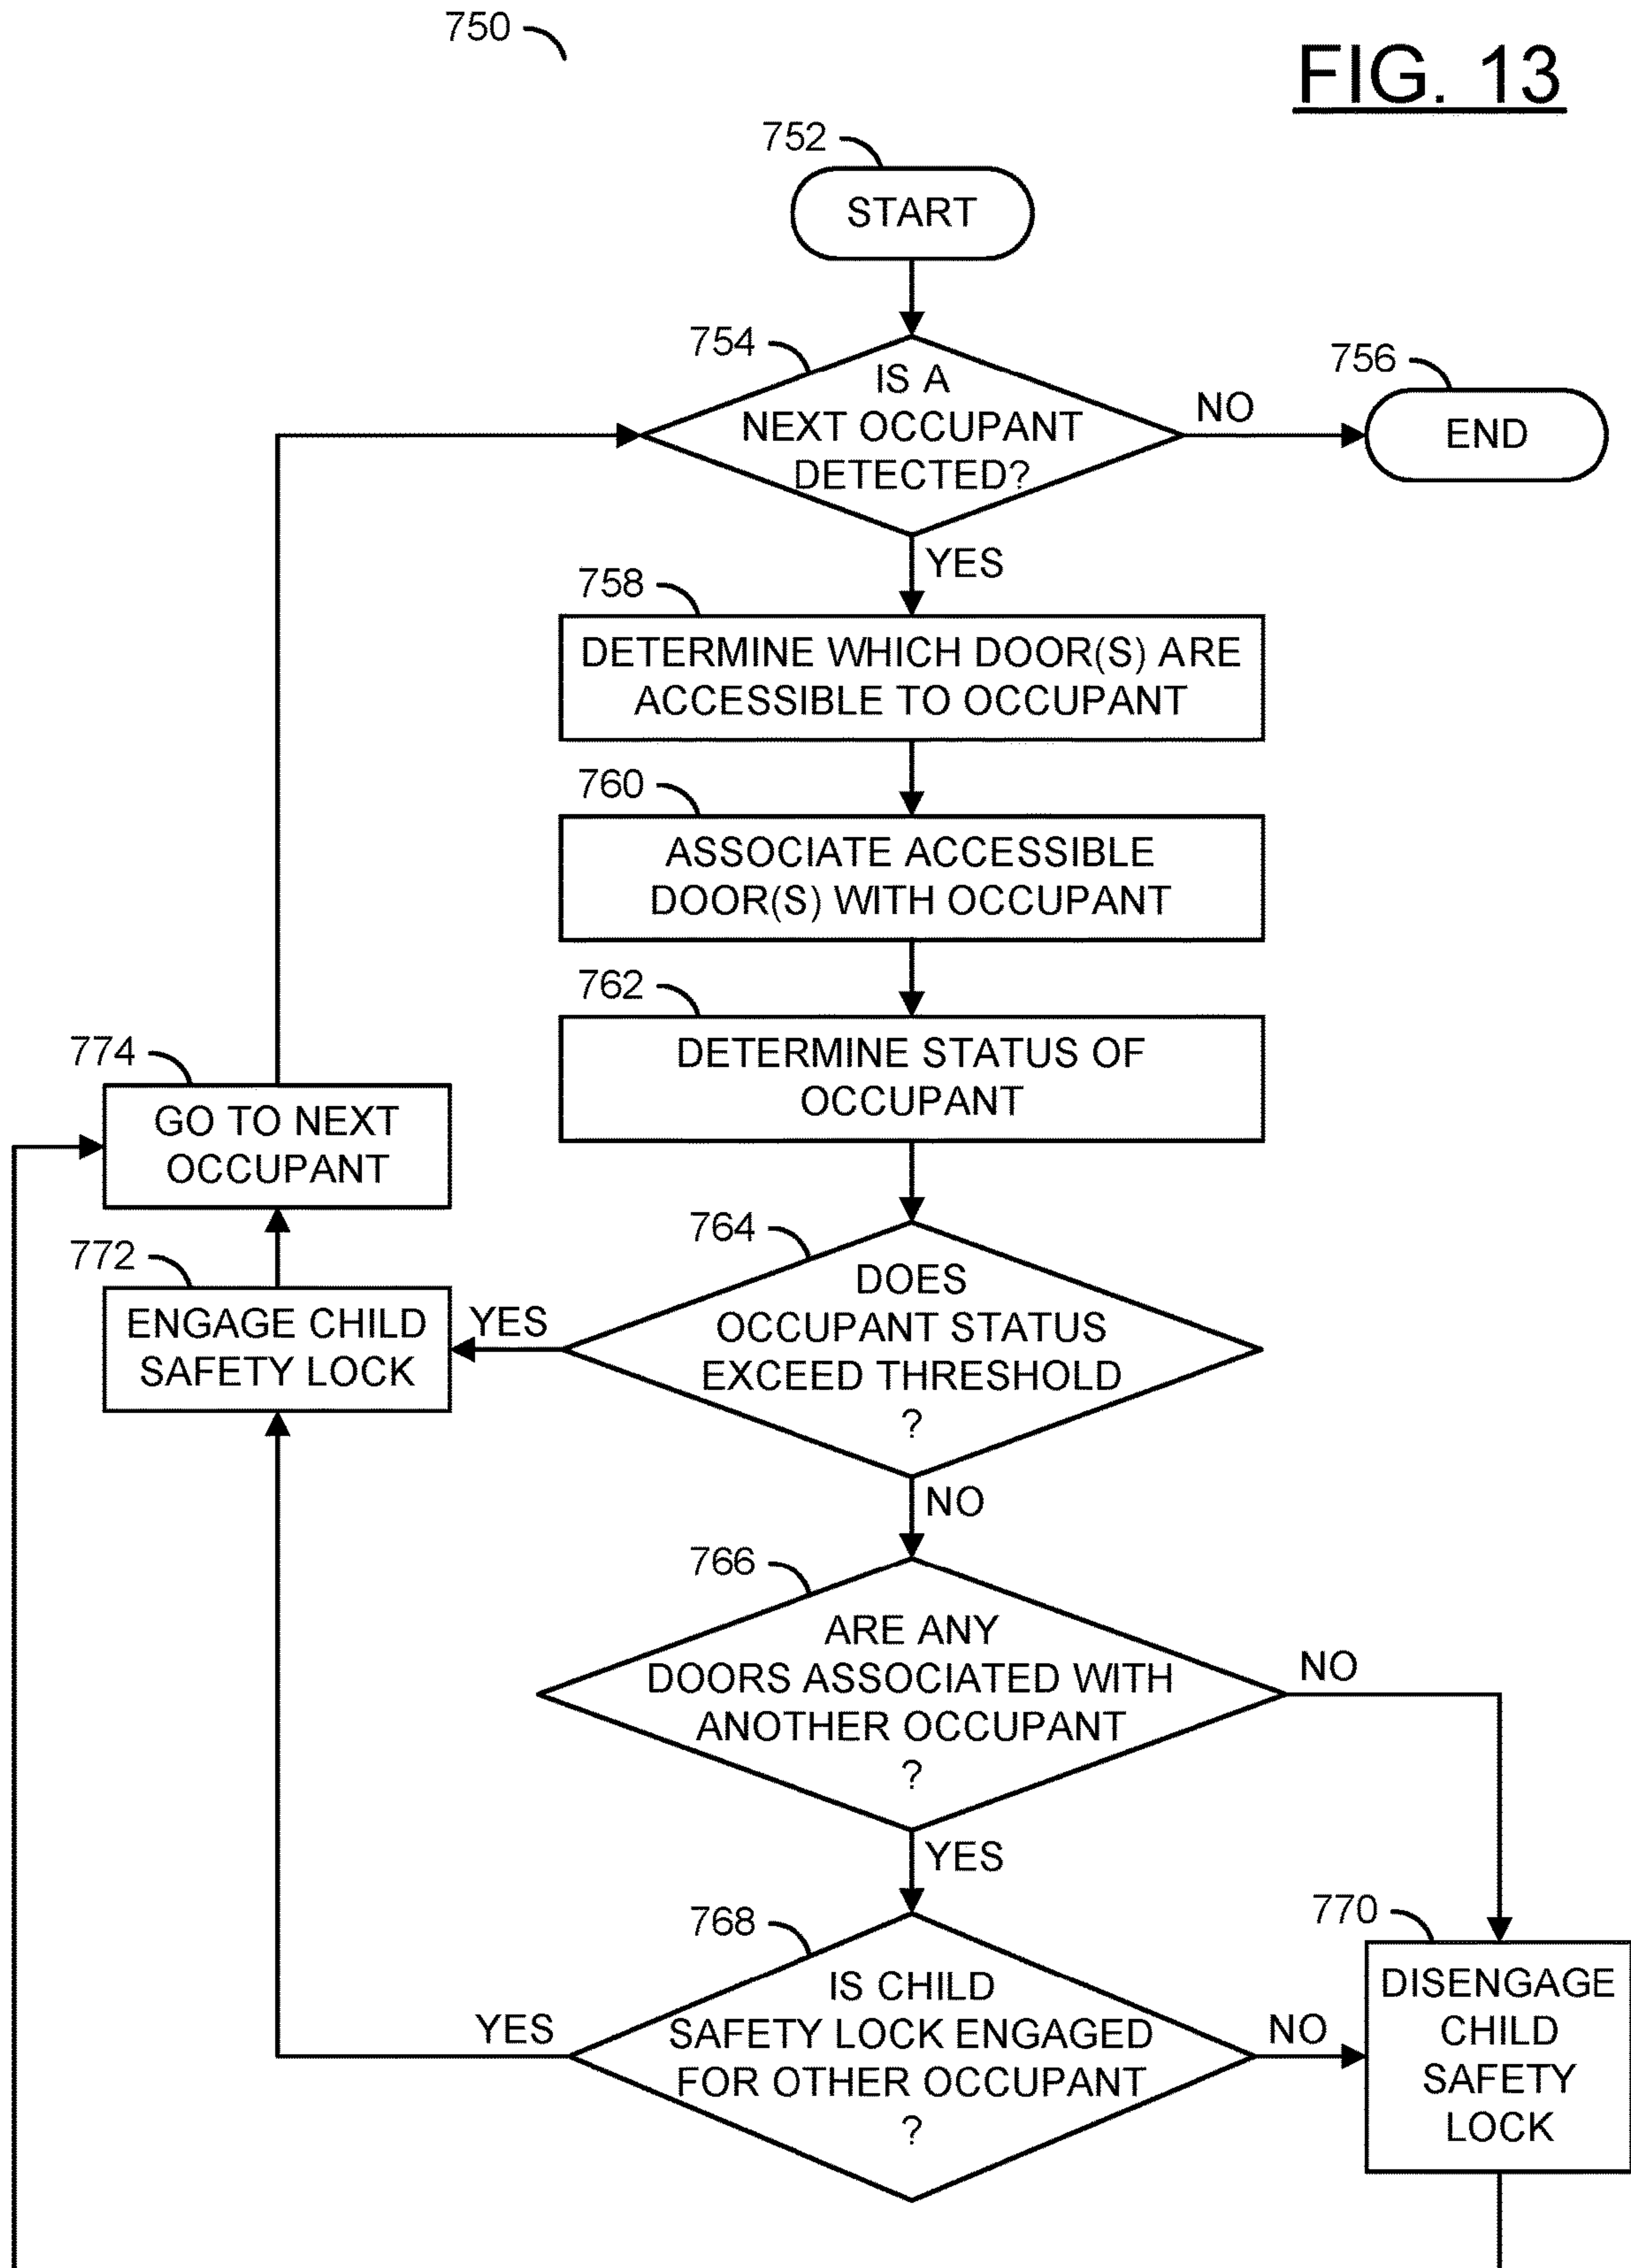 750
FIG. 13
752
START
754
IS A
NEXT OCCUPANT
DETECTED?
NO
756
END
YES
758
DETERMINE WHICH DOOR(S) ARE
ACCESSIBLE TO OCCUPANT
760
ASSOCIATE ACCESSIBLE
DOOR(S) WITH OCCUPANT
762
DETERMINE STATUS OF
OCCUPANT
774
GO TO NEXT
OCCUPANT
764
DOES
OCCUPANT STATUS
EXCEED THRESHOLD
?
YES
772
ENGAGE CHILD
SAFETY LOCK
NO
766
ARE ANY
DOORS ASSOCIATED WITH
ANOTHER OCCUPANT
?
NO
YES
768
IS CHILD
SAFETY LOCK ENGAGED
FOR OTHER OCCUPANT
?
YES
NO
770
DISENGAGE
CHILD
SAFETY
LOCK